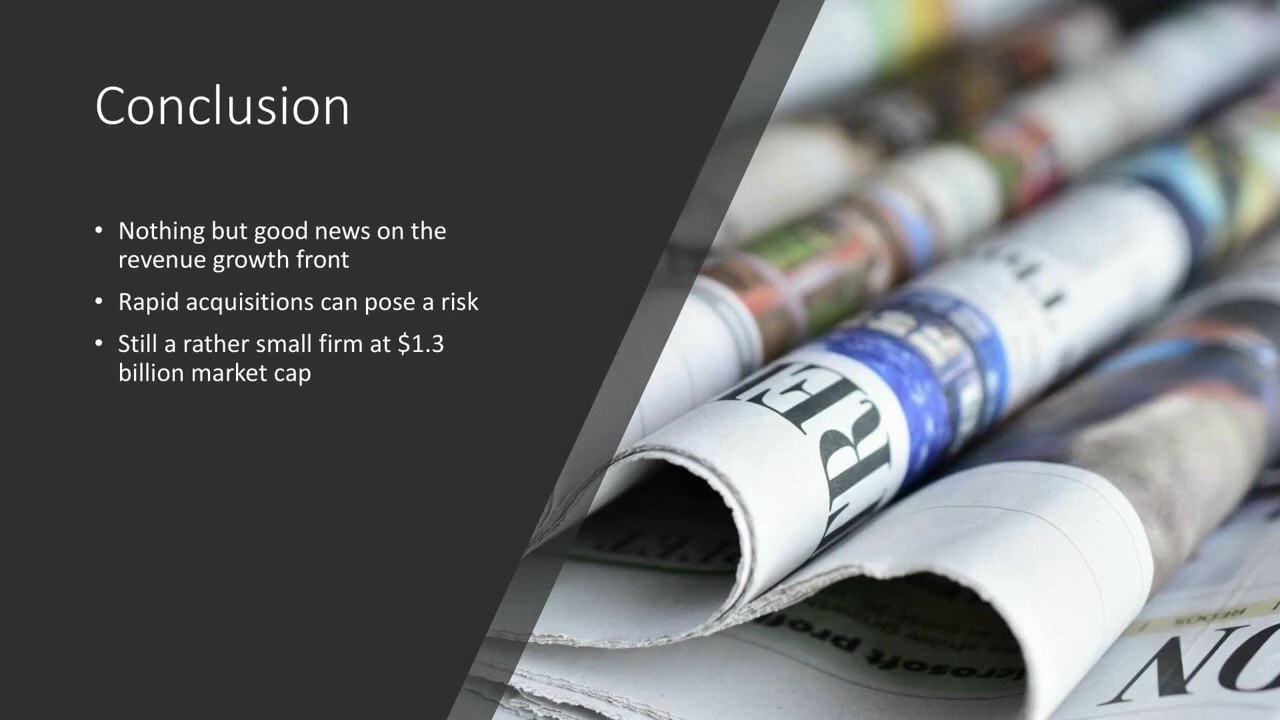 Conclusion
• Nothing but good news on the
revenue growth front
• Rapid acquisitions can pose a risk
• Still a rather small firm at $1.3
billion market cap